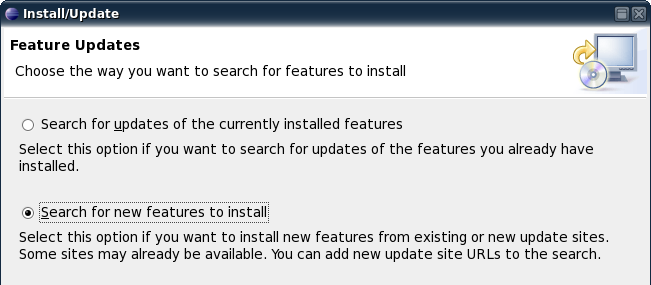 Install/Update
Feature Updates
Choose the way you want to search for features to install
Search for updates of the currently installed features
Select this option if you want to search for updates of the features you already have
installed.
Search for new features to install
Select this option if you want to install new features from existing or new update sites.
Some sites may already be available. You can add new update site URLs to the search.